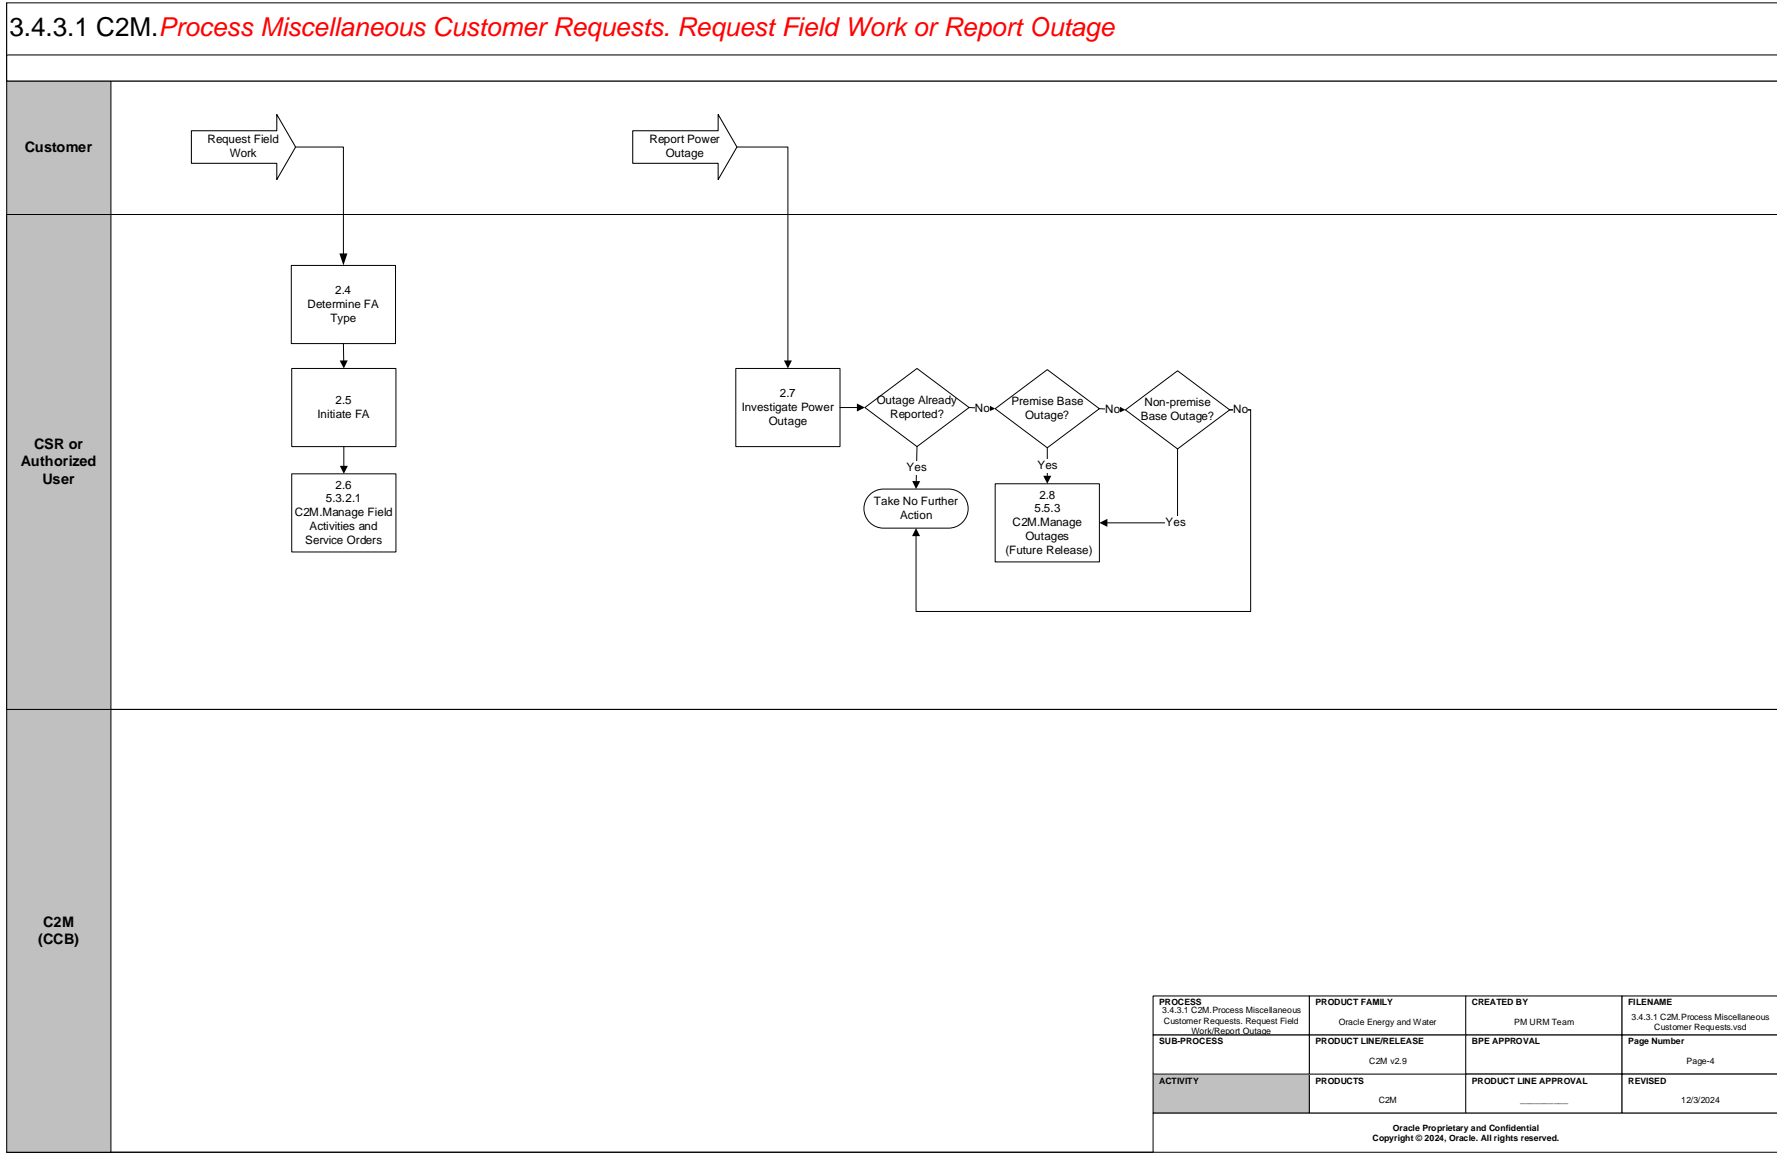 3.4.3.1 C2M.Process Miscellaneous Customer Requests. Request Field Work or Report Outage
Customer
Request Field
Work
Report Power
Outage
CSR or
Authorized
User
2.4
Determine FA
Type
2.5
Initiate FA
2.6
5.3.2.1
C2M.Manage Field
Activities and
Service Orders
2.7
Investigate Power
Outage
Outage Already
Reported?
No
Premise Base
Outage?
No
Non-premise
Base Outage?
No
Yes
Yes
Yes
Take No Further
Action
2.8
5.5.3
C2M.Manage
Outages
(Future Release)
C2M
(CCB)
PROCESS
3.4.3.1 C2M.Process Miscellaneous
Customer Requests. Request Field
Work/Report Outage
PRODUCT FAMILY
Oracle Energy and Water
CREATED BY
PM URM Team
FILENAME
3.4.3.1 C2M.Process Miscellaneous
Customer Requests.vsd
SUB-PROCESS
PRODUCT LINE/RELEASE
C2M v2.9
BPE APPROVAL
Page Number
Page-4
ACTIVITY
PRODUCTS
C2M
PRODUCT LINE APPROVAL
___________
REVISED
12/3/2024
Oracle Proprietary and Confidential
Copyright © 2024, Oracle. All rights reserved.